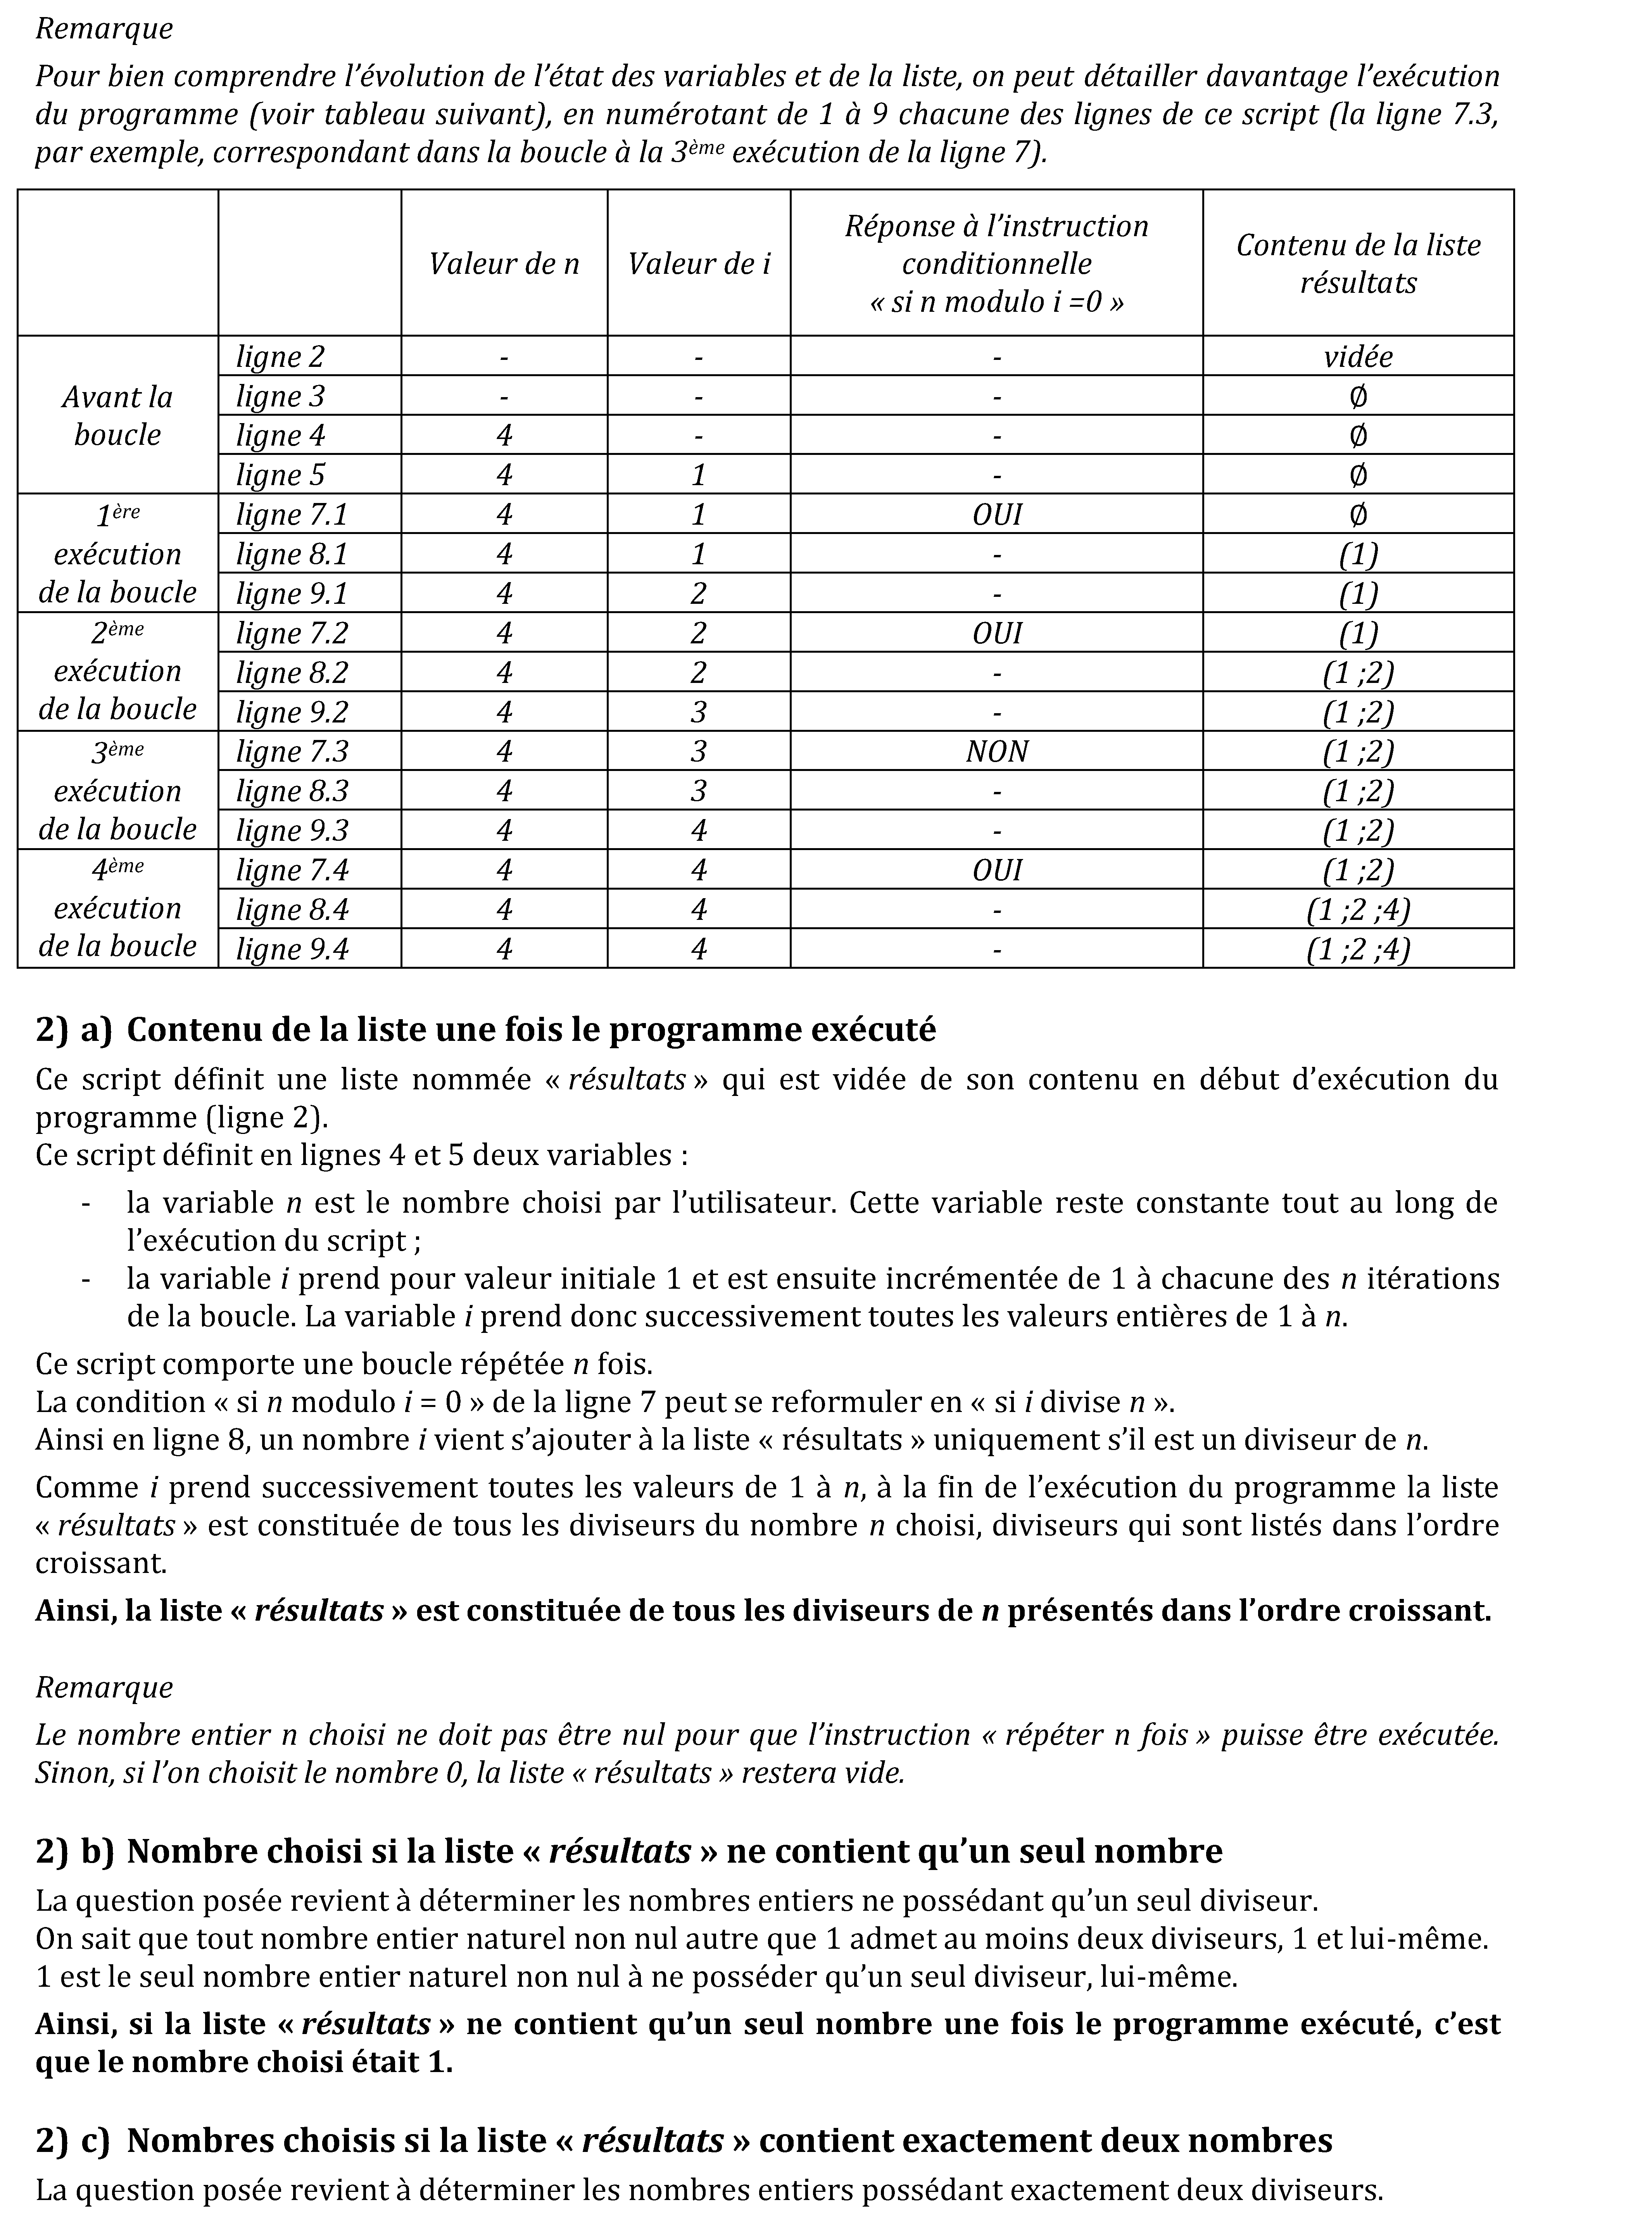 Remarque
Pour bien comprendre l’évolution de l’état des variables et de la liste, on peut détailler davantage l’exécution
du programme (voir tableau suivant), en numérotant de 1 à 9 chacune des lignes de ce script (la ligne 7.3,
par exemple, correspondant dans la boucle à la 3ème exécution de la ligne 7).
Valeur de n Valeur de i Réponse à l’instruction conditionnelle « si n modulo i =0 » Contenu de la liste résultats
Avant la boucle
ligne 2 - - - vidée
ligne 3 - - - ∅
ligne 4 4 - - ∅
ligne 5 4 1 - ∅
1ère exécution de la boucle
ligne 7.1 4 1 OUI ∅
ligne 8.1 4 1 - (1)
ligne 9.1 4 2 - (1)
2ème exécution de la boucle
ligne 7.2 4 2 OUI (1)
ligne 8.2 4 2 - (1 ;2)
ligne 9.2 4 3 - (1 ;2)
3ème exécution de la boucle
ligne 7.3 4 3 NON (1 ;2)
ligne 8.3 4 3 - (1 ;2)
ligne 9.3 4 4 - (1 ;2)
4ème exécution de la boucle
ligne 7.4 4 4 OUI (1 ;2)
ligne 8.4 4 4 - (1 ;2 ;4)
ligne 9.4 4 4 - (1 ;2 ;4)
2) a) Contenu de la liste une fois le programme exécuté
Ce script définit une liste nommée « résultats » qui est vidée de son contenu en début d’exécution du
programme (ligne 2).
Ce script définit en lignes 4 et 5 deux variables :
- la variable n est le nombre choisi par l’utilisateur. Cette variable reste constante tout au long de
l’exécution du script ;
- la variable i prend pour valeur initiale 1 et est ensuite incrémentée de 1 à chacune des n itérations
de la boucle. La variable i prend donc successivement toutes les valeurs entières de 1 à n.
Ce script comporte une boucle répétée n fois.
La condition « si n modulo i = 0 » de la ligne 7 peut se reformuler en « si i divise n ».
Ainsi en ligne 8, un nombre i vient s’ajouter à la liste « résultats » uniquement s’il est un diviseur de n.
Comme i prend successivement toutes les valeurs de 1 à n, à la fin de l’exécution du programme la liste
« résultats » est constituée de tous les diviseurs du nombre n choisi, diviseurs qui sont listés dans l’ordre
croissant.
Ainsi, la liste « résultats » est constituée de tous les diviseurs de n présentés dans l’ordre croissant.
Remarque
Le nombre entier n choisi ne doit pas être nul pour que l’instruction « répéter n fois » puisse être exécutée.
Sinon, si l’on choisit le nombre 0, la liste « résultats » restera vide.
2) b) Nombre choisi si la liste « résultats » ne contient qu’un seul nombre
La question posée revient à déterminer les nombres entiers ne possédant qu’un seul diviseur.
On sait que tout nombre entier naturel non nul autre que 1 admet au moins deux diviseurs, 1 et lui-même.
1 est le seul nombre entier naturel non nul à ne posséder qu’un seul diviseur, lui-même.
Ainsi, si la liste « résultats » ne contient qu’un seul nombre une fois le programme exécuté, c’est
que le nombre choisi était 1.
2) c) Nombres choisis si la liste « résultats » contient exactement deux nombres
La question posée revient à déterminer les nombres entiers possédant exactement deux diviseurs.